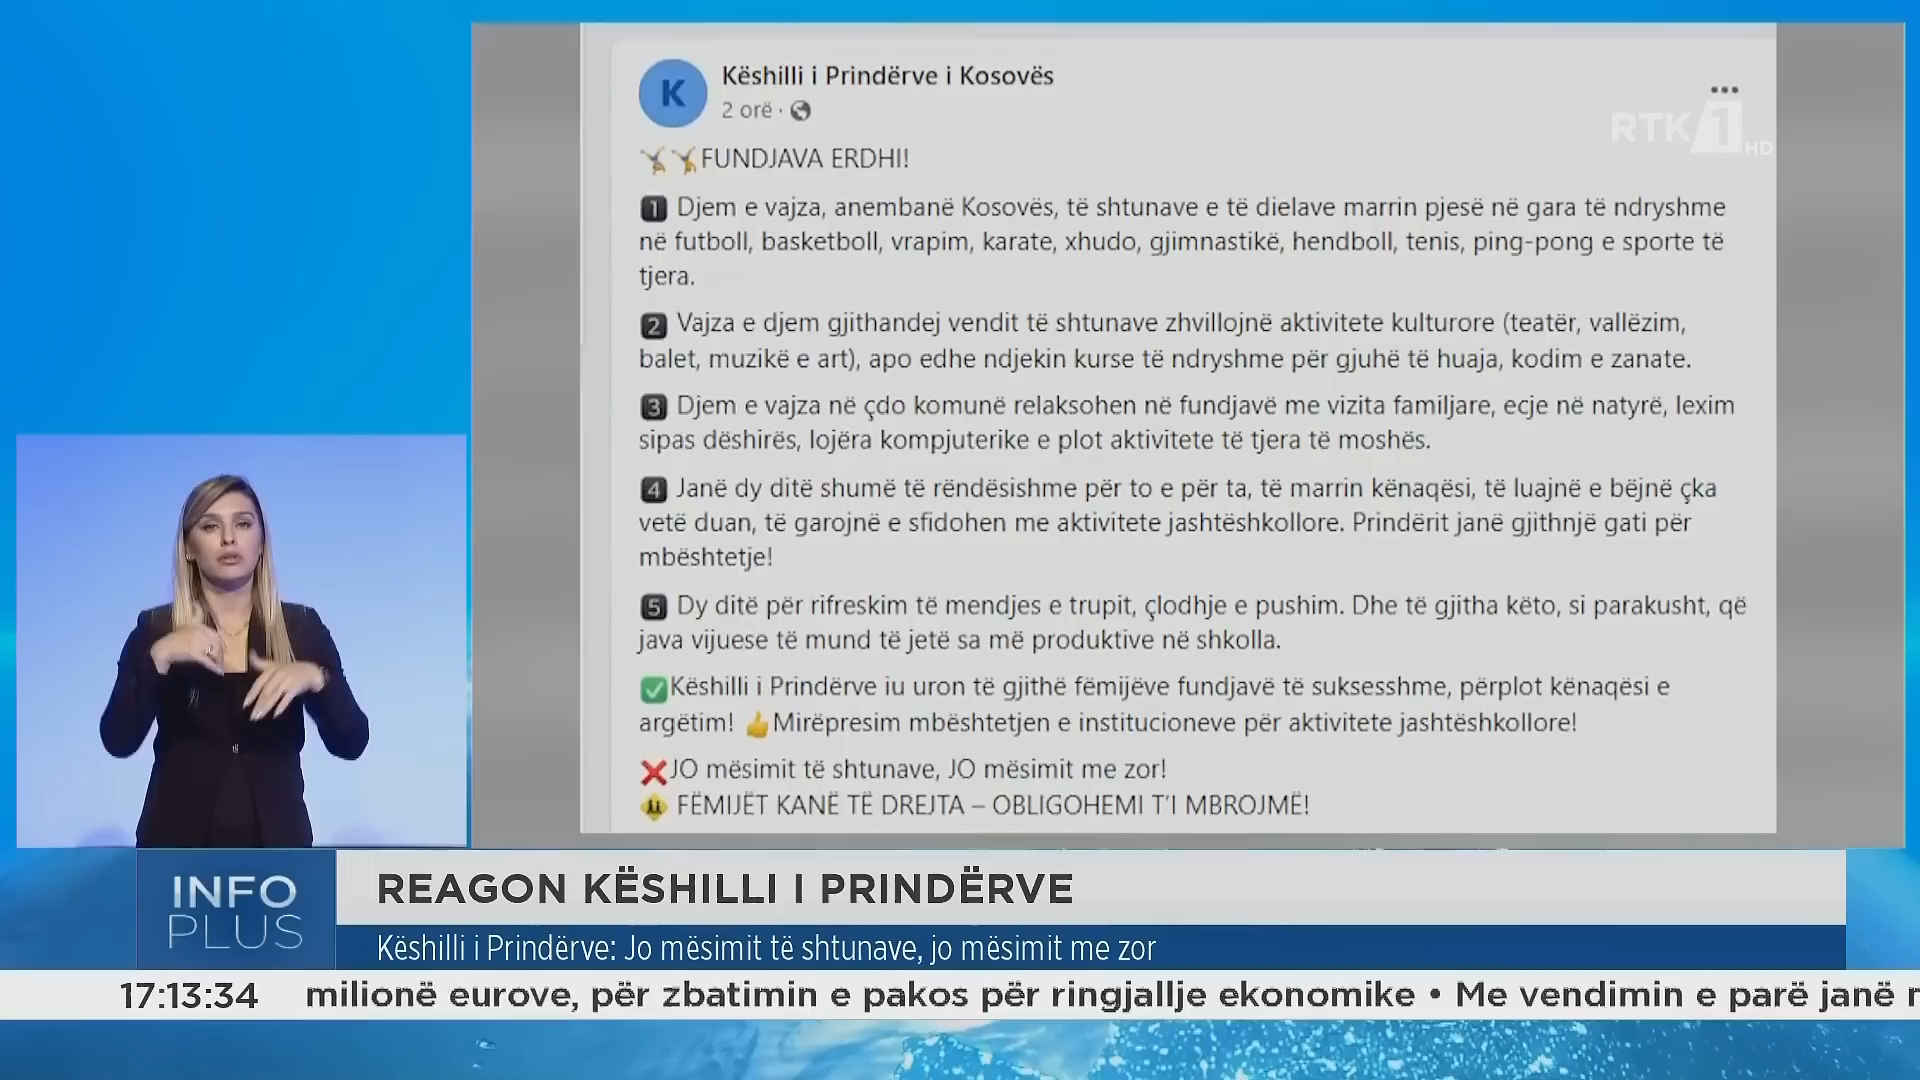 Këshilli i Prindërve i Kosovës
2 orë ·
RTK 1 HD
FUNDJAVA ERDHI!
1 Djem e vajza, anembanë Kosovës, të shtunave e të dielave marrin pjesë në gara të ndryshme
në futboll, basketboll, vrapim, karate, xhudo, gjimnastikë, hendboll, tenis, ping-pong e sporte të
tjera.
2 Vajza e djem gjithandej vendit të shtunave zhvillojnë aktivitete kulturore (teatër, vallëzim,
balet, muzikë e art), apo edhe ndjekin kurse të ndryshme për gjuhë të huaja, kodim e zanate.
3 Djem e vajza në çdo komunë relaksohen në fundjavë me vizita familjare, ecje në natyrë, lexim
sipas dëshirës, lojëra kompjuterike e plot aktivitete të tjera të moshës.
4 Janë dy ditë shumë të rëndësishme për to e për ta, të marrin kënaqësi, të luajnë e bëjnë çka
vetë duan, të garojnë e sfidohen me aktivitete jashtëshkollore. Prindërit janë gjithnjë gati për
mbështetje!
5 Dy ditë për rifreskim të mendjes e trupit, çlodhje e pushim. Dhe të gjitha këto, si parakusht, që
java vijuese të mund të jetë sa më produktive në shkolla.
Këshilli i Prindërve iu uron të gjithë fëmijëve fundjavë të suksesshme, përplot kënaqësi e
argëtim! Mirëpresim mbështetjen e institucioneve për aktivitete jashtëshkollore!
JO mësimit të shtunave, JO mësimit me zor!
FËMIJËT KANË TË DREJTA – OBLIGOHEMI T'I MBROJMË!
K
INFO
PLUS
REAGON KËSHILLI I PRINDËRVE
Këshilli i Prindërve: Jo mësimit të shtunave, jo mësimit me zor
17:13:34 milionë eurove, për zbatimin e pakos për ringjallje ekonomike • Me vendimin e parë janë